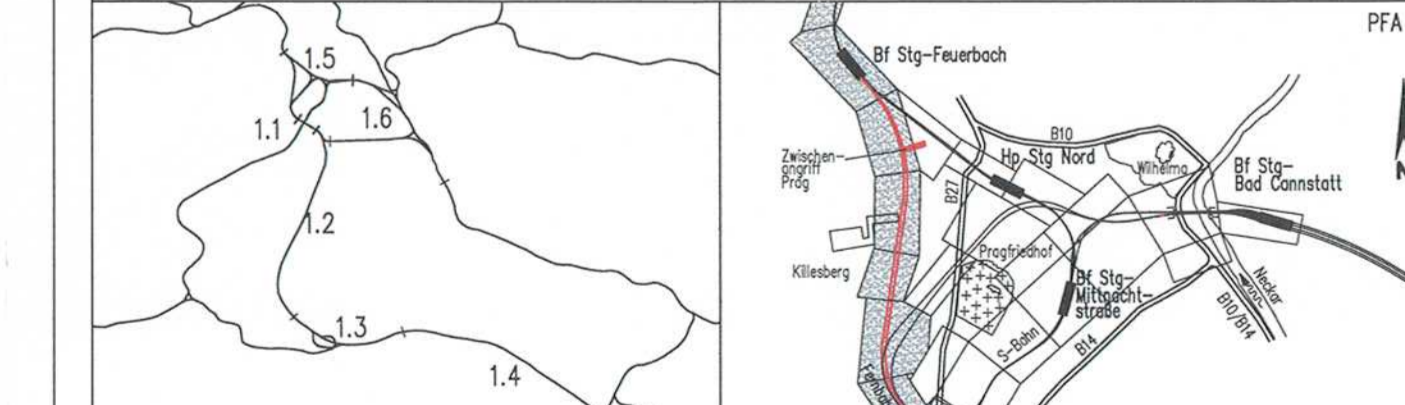 1.5
1.6
1.1
1.2
1.3
1.4
PFA
Bf Stg-Feuerbach
B10
Zwischen-
angriff
Prag
Hp Stg Nord
Wilhelma
Bf Stg-
Bad Cannstatt
B27
Pragfriedhof
Killesberg
Bf Stg-
Mittnacht-
straße
Neckar
B10/B14
S-Bahn
B14